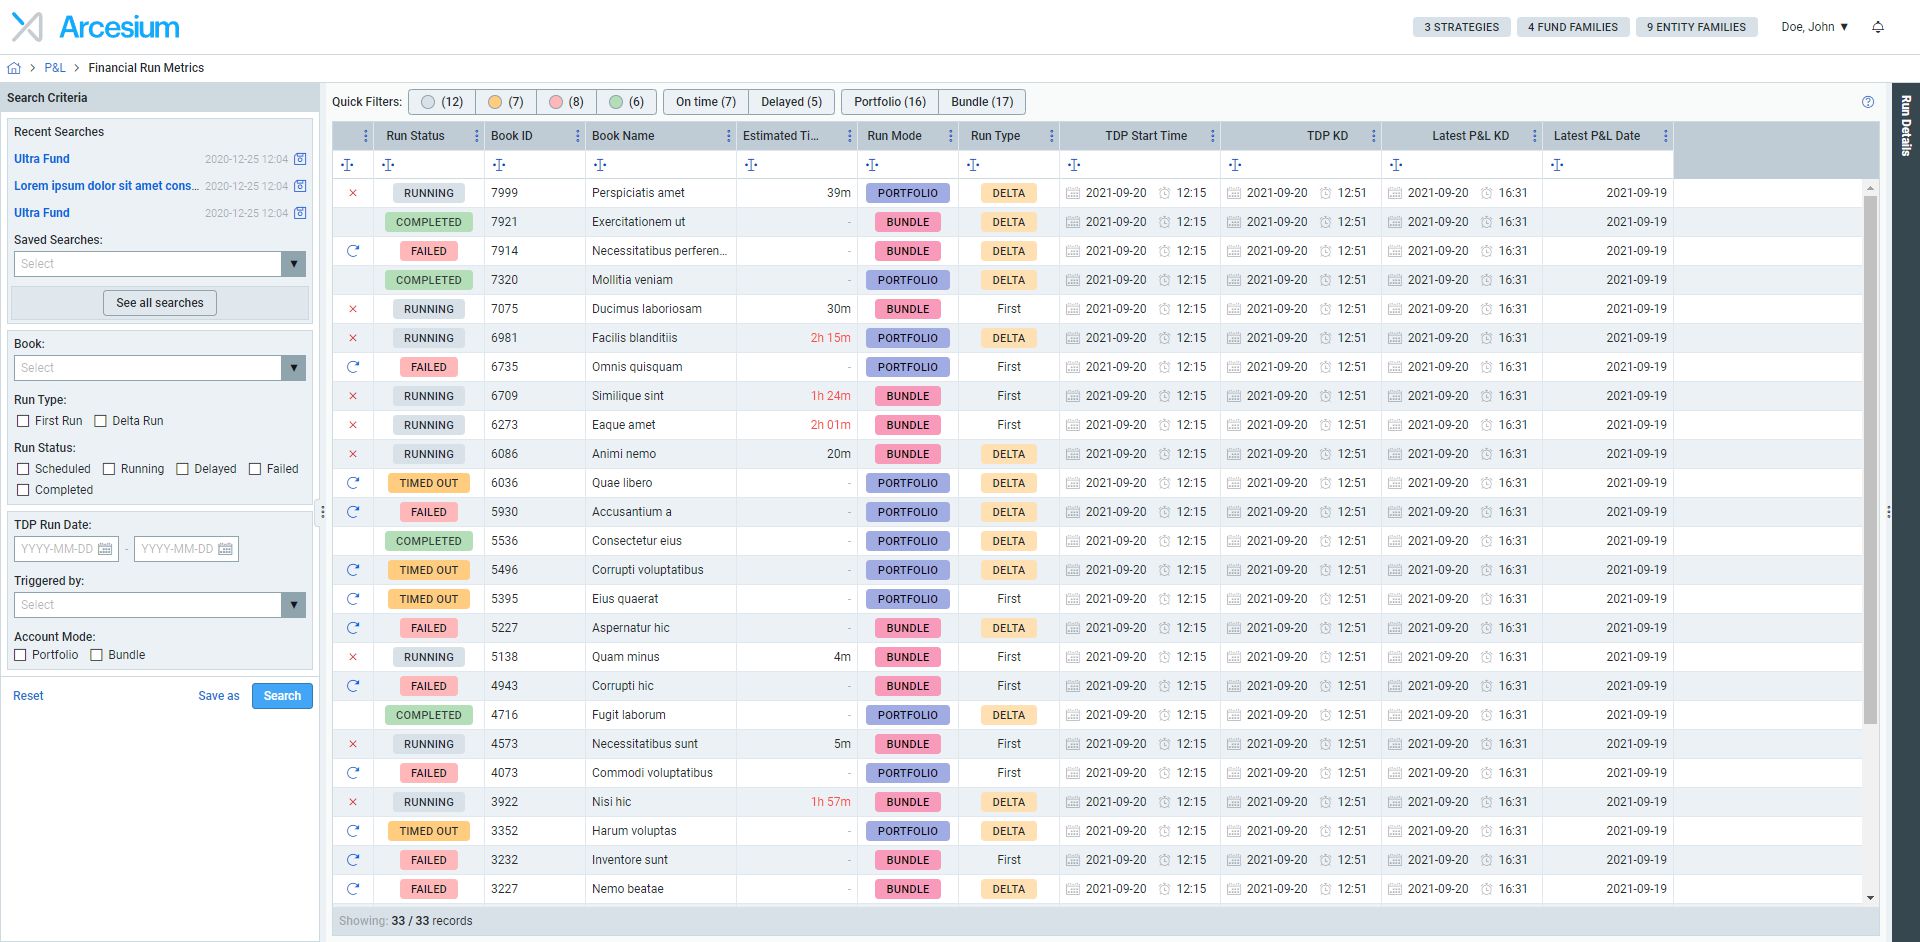 Arcesium
3 STRATEGIES 4 FUND FAMILIES 9 ENTITY FAMILIES Doe, John ▼
> P&L > Financial Run Metrics
Search Criteria
Recent Searches
Ultra Fund 2020-12-25 12:04
Lorem ipsum dolor sit amet cons... 2020-12-25 12:04
Ultra Fund 2020-12-25 12:04
Saved Searches:
Select
See all searches
Book:
Select
Run Type:
First Run Delta Run
Run Status:
Scheduled Running Delayed Failed
Completed
TDP Run Date:
YYYY-MM-DD - YYYY-MM-DD
Triggered by:
Select
Account Mode:
Portfolio Bundle
Reset Save as Search
Quick Filters: (12) (7) (8) (6) On time (7) Delayed (5) Portfolio (16) Bundle (17)
Run Status Book ID Book Name Estimated Ti... Run Mode Run Type TDP Start Time TDP KD Latest P&L KD Latest P&L Date
RUNNING 7999 Perspiciatis amet 39m PORTFOLIO DELTA 2021-09-20 12:15 2021-09-20 12:51 2021-09-20 16:31 2021-09-19
COMPLETED 7921 Exercitationem ut - BUNDLE DELTA 2021-09-20 12:15 2021-09-20 12:51 2021-09-20 16:31 2021-09-19
FAILED 7914 Necessitatibus perferen... - BUNDLE DELTA 2021-09-20 12:15 2021-09-20 12:51 2021-09-20 16:31 2021-09-19
COMPLETED 7320 Mollitia veniam - PORTFOLIO DELTA 2021-09-20 12:15 2021-09-20 12:51 2021-09-20 16:31 2021-09-19
RUNNING 7075 Ducimus laboriosam 30m BUNDLE First 2021-09-20 12:15 2021-09-20 12:51 2021-09-20 16:31 2021-09-19
RUNNING 6981 Facilis blanditiis 2h 15m PORTFOLIO DELTA 2021-09-20 12:15 2021-09-20 12:51 2021-09-20 16:31 2021-09-19
FAILED 6735 Omnis quisquam - PORTFOLIO First 2021-09-20 12:15 2021-09-20 12:51 2021-09-20 16:31 2021-09-19
RUNNING 6709 Similique sint 1h 24m BUNDLE First 2021-09-20 12:15 2021-09-20 12:51 2021-09-20 16:31 2021-09-19
RUNNING 6273 Eaque amet 2h 01m BUNDLE First 2021-09-20 12:15 2021-09-20 12:51 2021-09-20 16:31 2021-09-19
RUNNING 6086 Animi nemo 20m BUNDLE DELTA 2021-09-20 12:15 2021-09-20 12:51 2021-09-20 16:31 2021-09-19
TIMED OUT 6036 Quae libero - PORTFOLIO DELTA 2021-09-20 12:15 2021-09-20 12:51 2021-09-20 16:31 2021-09-19
FAILED 5930 Accusantium a - PORTFOLIO DELTA 2021-09-20 12:15 2021-09-20 12:51 2021-09-20 16:31 2021-09-19
COMPLETED 5536 Consectetur eius - PORTFOLIO DELTA 2021-09-20 12:15 2021-09-20 12:51 2021-09-20 16:31 2021-09-19
TIMED OUT 5496 Corrupti voluptatibus - PORTFOLIO DELTA 2021-09-20 12:15 2021-09-20 12:51 2021-09-20 16:31 2021-09-19
TIMED OUT 5395 Eius quaerat - PORTFOLIO First 2021-09-20 12:15 2021-09-20 12:51 2021-09-20 16:31 2021-09-19
FAILED 5227 Aspernatur hic - BUNDLE DELTA 2021-09-20 12:15 2021-09-20 12:51 2021-09-20 16:31 2021-09-19
RUNNING 5138 Quam minus 4m BUNDLE First 2021-09-20 12:15 2021-09-20 12:51 2021-09-20 16:31 2021-09-19
FAILED 4943 Corrupti hic - BUNDLE First 2021-09-20 12:15 2021-09-20 12:51 2021-09-20 16:31 2021-09-19
COMPLETED 4716 Fugit laborum - PORTFOLIO DELTA 2021-09-20 12:15 2021-09-20 12:51 2021-09-20 16:31 2021-09-19
RUNNING 4573 Necessitatibus sunt 5m BUNDLE First 2021-09-20 12:15 2021-09-20 12:51 2021-09-20 16:31 2021-09-19
FAILED 4073 Commodi voluptatibus - PORTFOLIO First 2021-09-20 12:15 2021-09-20 12:51 2021-09-20 16:31 2021-09-19
RUNNING 3922 Nisi hic 1h 57m BUNDLE DELTA 2021-09-20 12:15 2021-09-20 12:51 2021-09-20 16:31 2021-09-19
TIMED OUT 3352 Harum voluptas - PORTFOLIO DELTA 2021-09-20 12:15 2021-09-20 12:51 2021-09-20 16:31 2021-09-19
FAILED 3232 Inventore sunt - BUNDLE First 2021-09-20 12:15 2021-09-20 12:51 2021-09-20 16:31 2021-09-19
FAILED 3227 Nemo beatae - BUNDLE DELTA 2021-09-20 12:15 2021-09-20 12:51 2021-09-20 16:31 2021-09-19
Showing: 33 / 33 records
Run Details